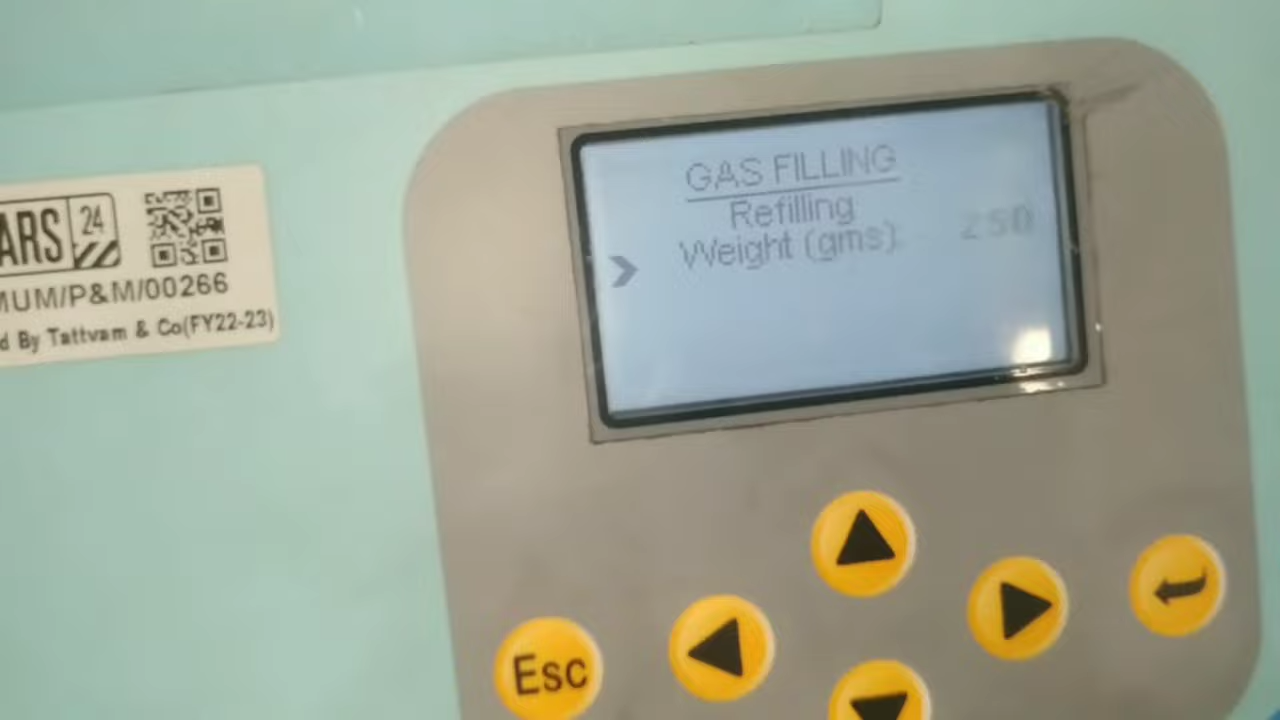 GAS FILLING
Refilling
Weight (gms): 250
ARS 24
MUM/P&M/00266
d By Tattvam & Co(FY22-23)
Esc